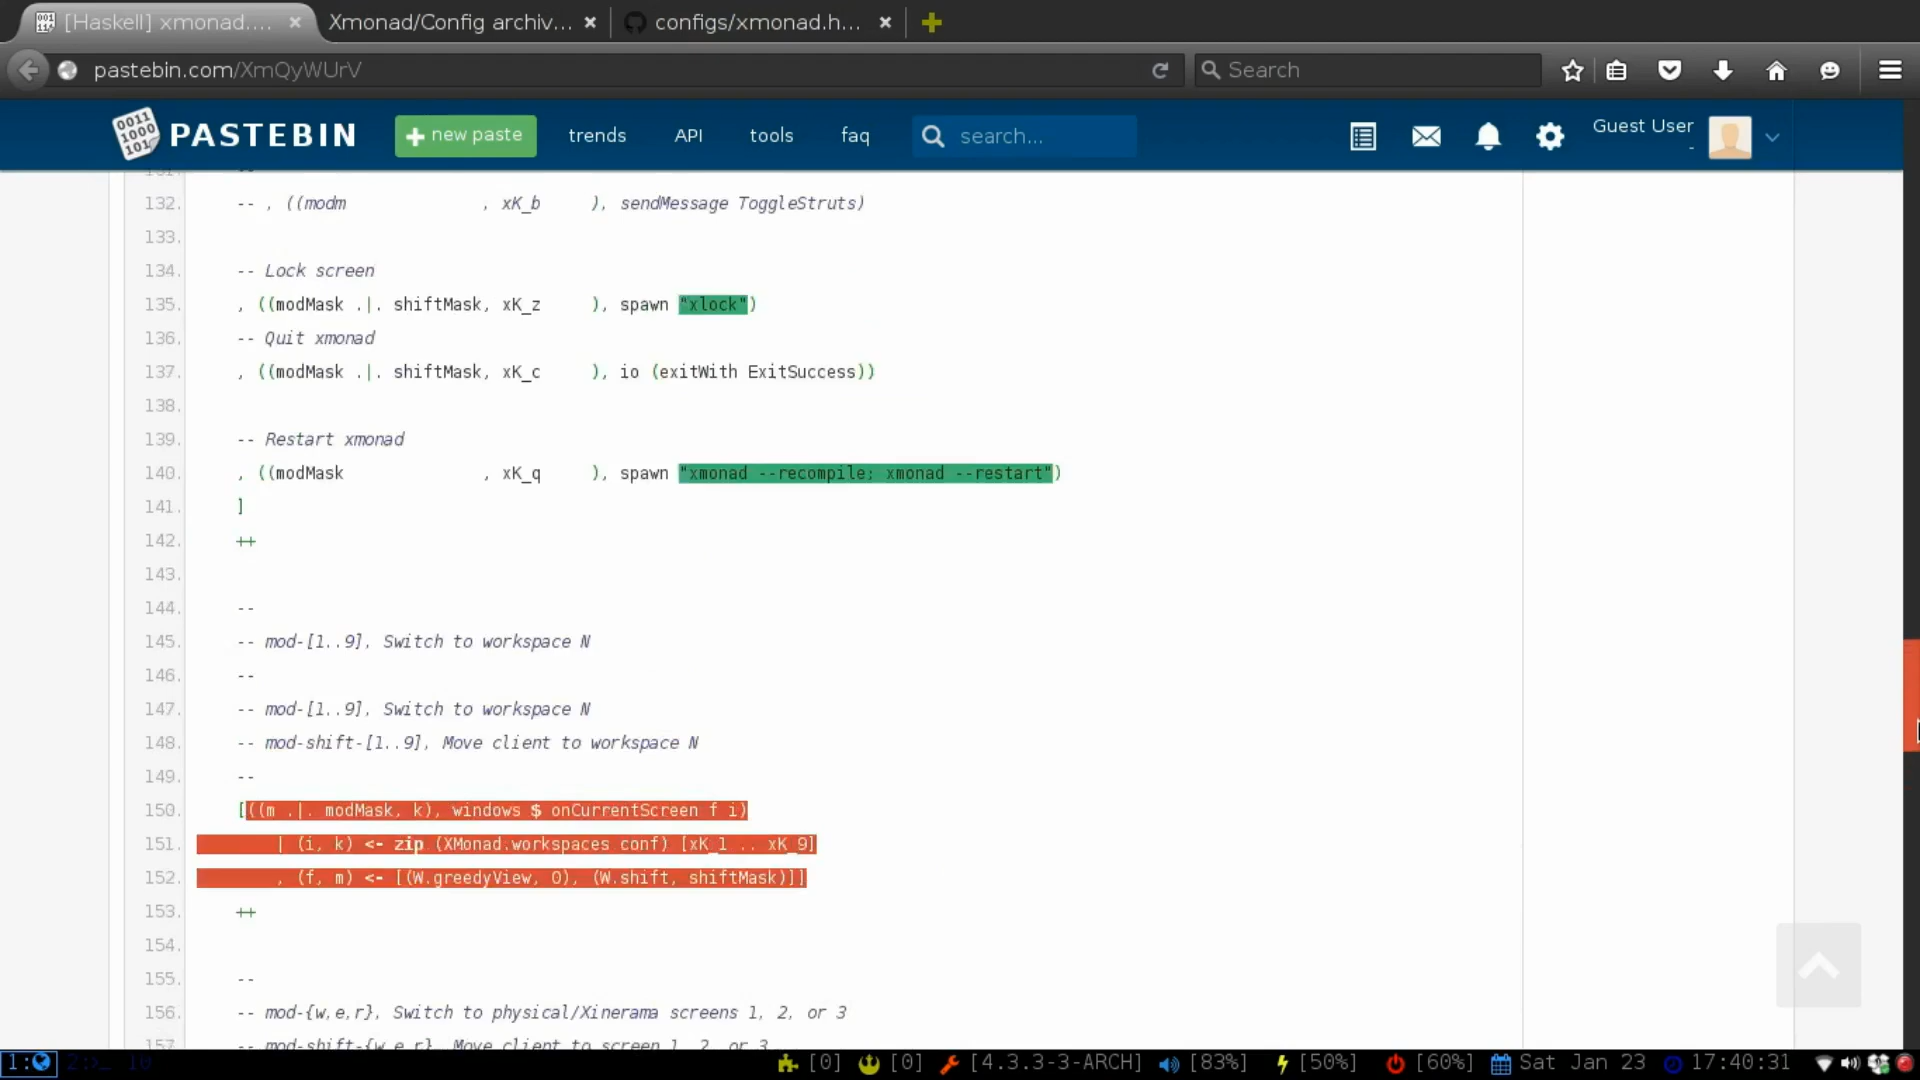 [Haskell] xmonad.... × Xmonad/Config archiv... × configs/xmonad.h... ×
pastebin.com/XmQyWUrV Search
PASTEBIN + new paste trends API tools faq search... Guest User
-
131. --
132. -- , ((modm , xK_b ), sendMessage ToggleStruts)
133.
134. -- Lock screen
135. , ((modMask .|. shiftMask, xK_z ), spawn "xlock")
136. -- Quit xmonad
137. , ((modMask .|. shiftMask, xK_c ), io (exitWith ExitSuccess))
138.
139. -- Restart xmonad
140. , ((modMask , xK_q ), spawn "xmonad --recompile; xmonad --restart")
141. ]
142. ++
143.
144. --
145. -- mod-[1..9], Switch to workspace N
146. --
147. -- mod-[1..9], Switch to workspace N
148. -- mod-shift-[1..9], Move client to workspace N
149. --
150. [((m .|. modMask, k), windows $ onCurrentScreen f i)
151. | (i, k) <- zip (XMonad.workspaces conf) [xK_1 .. xK_9]
152. , (f, m) <- [(W.greedyView, 0), (W.shift, shiftMask)]]
153. ++
154.
155. --
156. -- mod-{w,e,r}, Switch to physical/Xinerama screens 1, 2, or 3
157. -- mod-shift-{w,e,r}, Move client to screen 1, 2, or 3
1: 2:>_ 10 [0] [0] [4.3.3-3-ARCH] [83%] [50%] [60%] Sat Jan 23 17:40:31